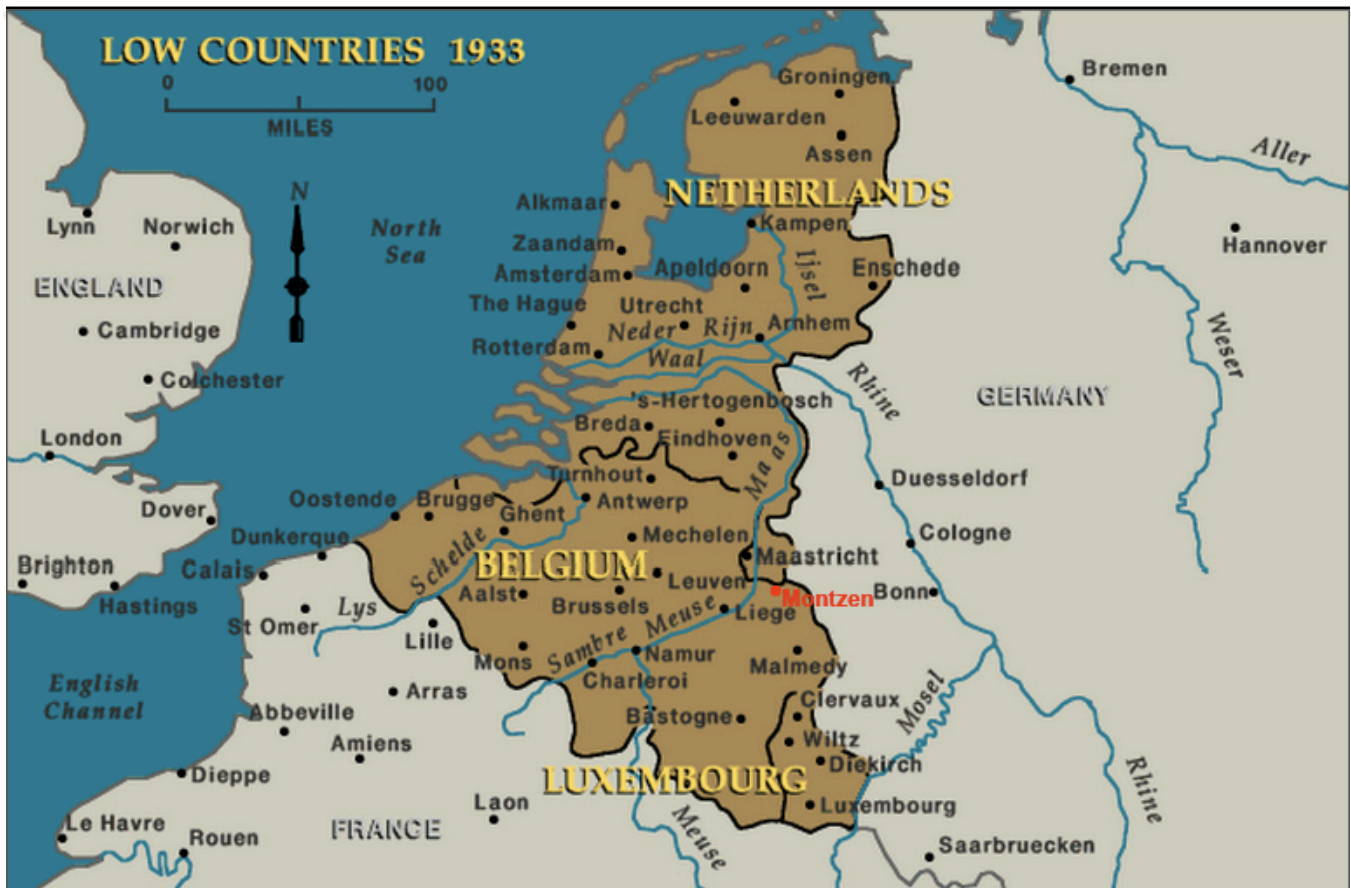 LOW COUNTRIES 1933
0 100
MILES
N
North
Sea
Groningen
Leeuwarden
Assen
NETHERLANDS
Bremen
Aller
Hannover
Weser
Lynn
Norwich
ENGLAND
Cambridge
Colchester
London
Dover
Brighton
Hastings
English
Channel
Alkmaar
Zaandam
Amsterdam
The Hague
Rotterdam
Kampen
Apeldoorn
Ijsel
Enschede
Utrecht
Neder Rijn
Arnhem
Waal
Rhine
GERMANY
's-Hertogenbosch
Breda
Eindhoven
Maas
Duesseldorf
Cologne
Bonn
Turnhout
Antwerp
Oostende
Brugge
Ghent
Dunkerque
Calais
Schelde
BELGIUM
Mechelen
Maastricht
Leuven
Aalst
Brussels
Montzen
Liege
Lys
St Omer
Lille
Mons
Sambre
Meuse
Namur
Charleroi
Malmedy
Arras
Abbeville
Amiens
Dieppe
Bastogne
Clervaux
Wiltz
Diekirch
Mosel
LUXEMBOURG
Luxembourg
Laon
Le Havre
Rouen
FRANCE
Meuse
Rhine
Saarbruecken